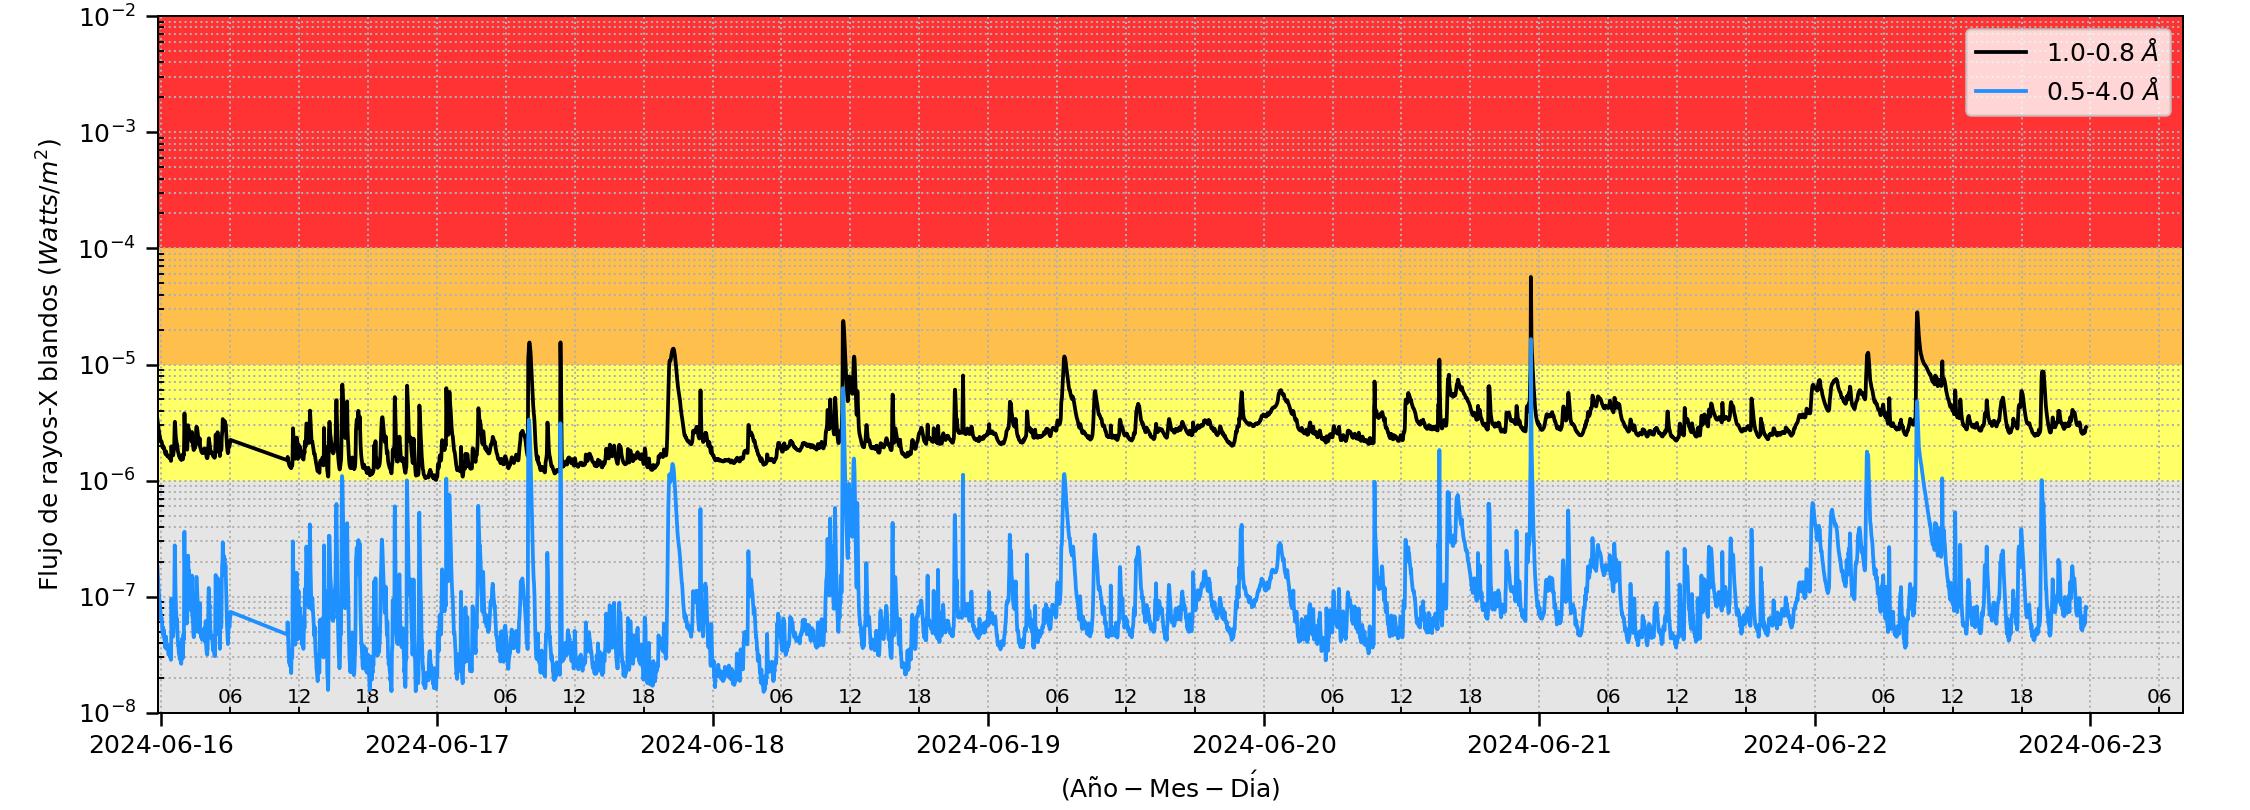 10⁻²
10⁻³
10⁻⁴
10⁻⁵
10⁻⁶
10⁻⁷
10⁻⁸
Flujo de rayos-X blandos (Watts/m²)
1.0-0.8 Å
0.5-4.0 Å
06 12 18 06 12 18 06 12 18 06 12 18 06 12 18 06 12 18 06 12 18 06
2024-06-16 2024-06-17 2024-06-18 2024-06-19 2024-06-20 2024-06-21 2024-06-22 2024-06-23
(Año − Mes − Día)